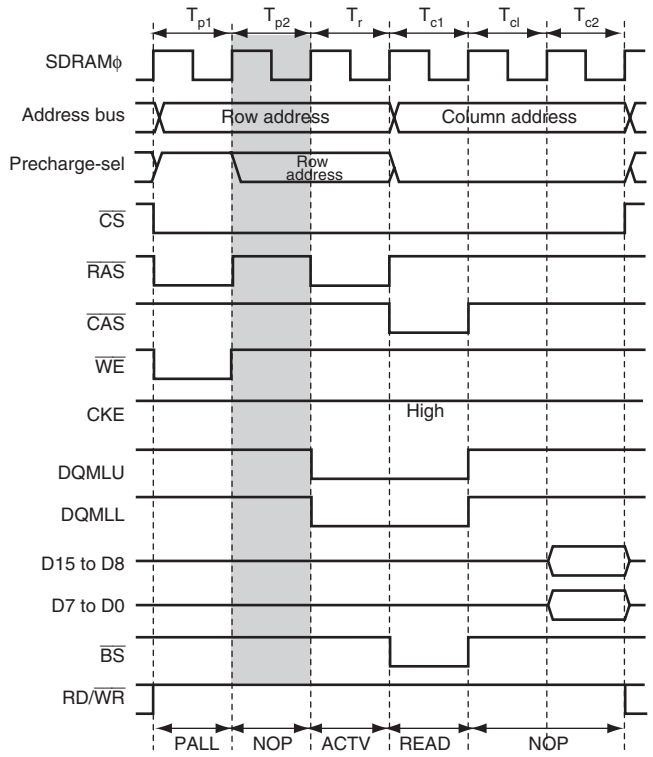 Tp1 Tp2 Tr Tc1 Tcl Tc2
SDRAMϕ
Address bus Row address Column address
Precharge-sel Row address
CS
RAS
CAS
WE
CKE High
DQMLU
DQMLL
D15 to D8
D7 to D0
BS
RD/WR
PALL NOP ACTV READ NOP